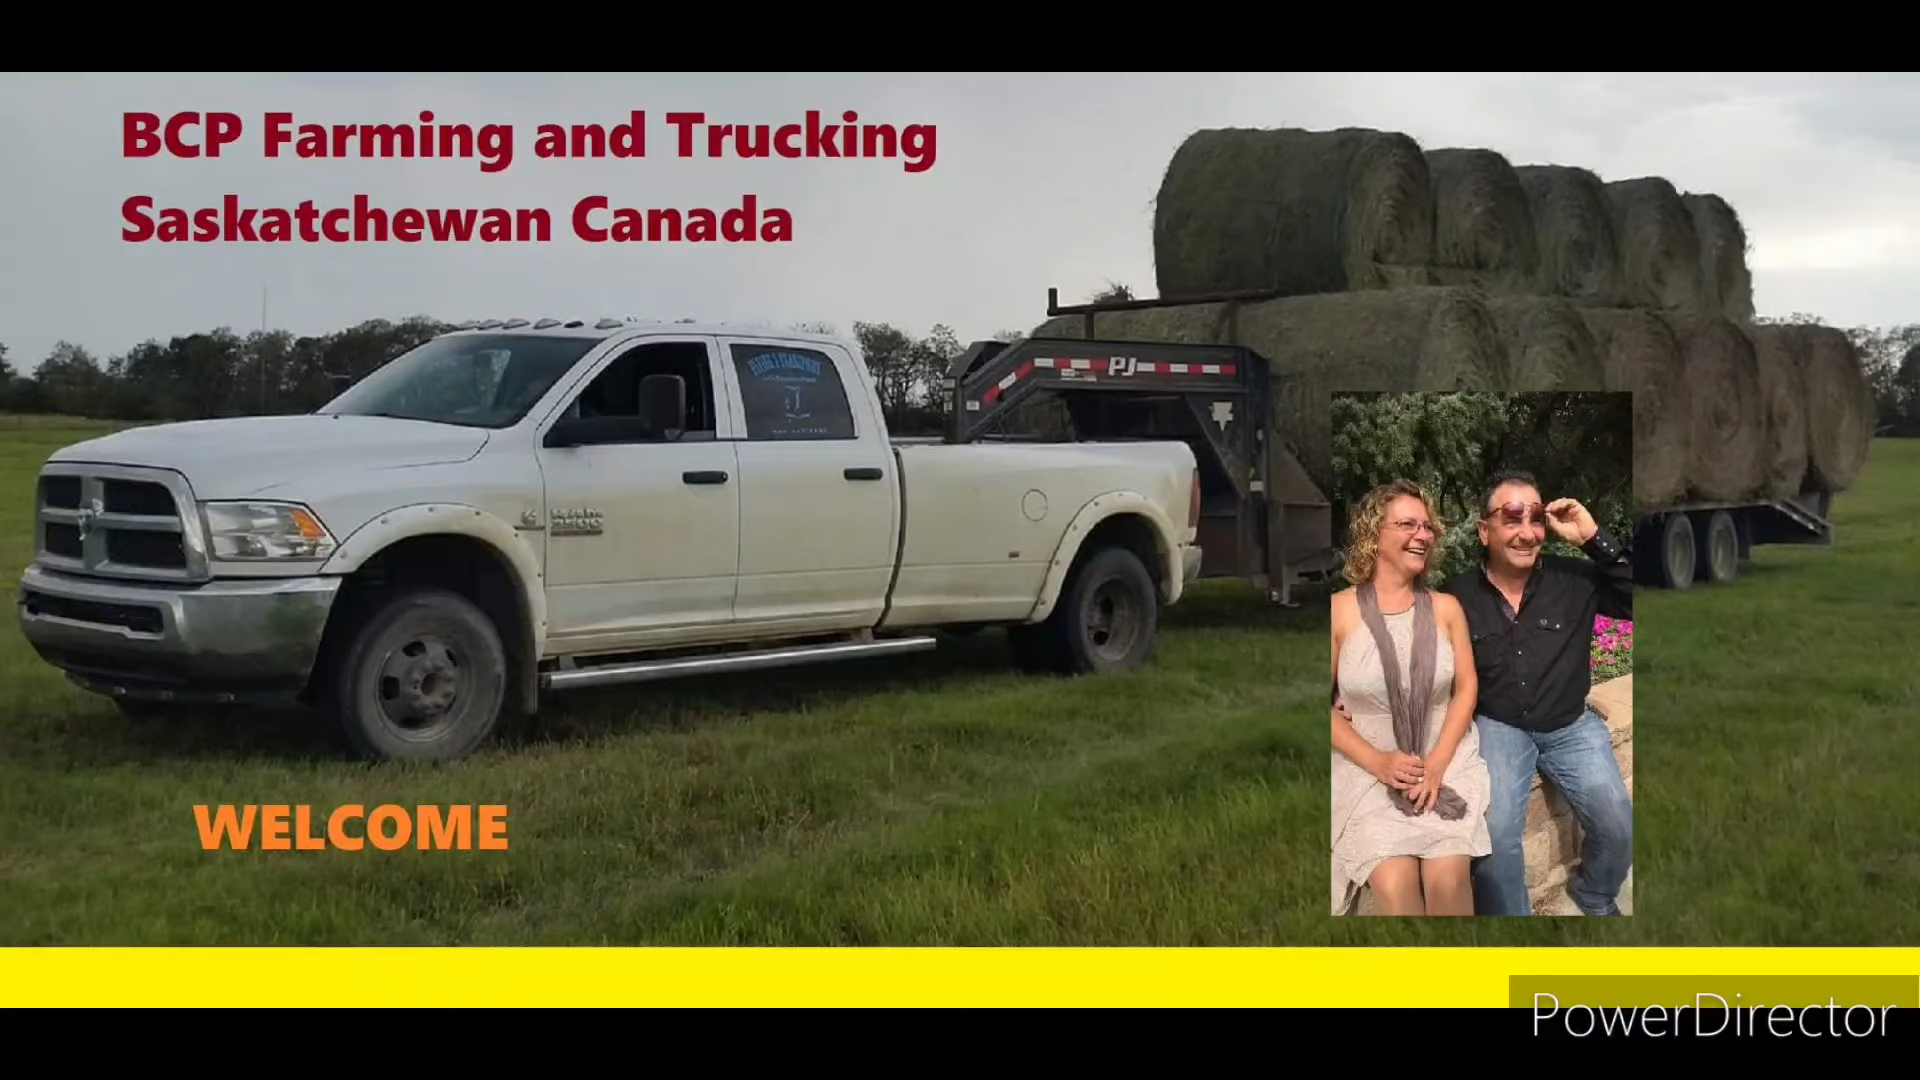 BCP Farming and Trucking
Saskatchewan Canada
PJ
WELCOME
PowerDirector